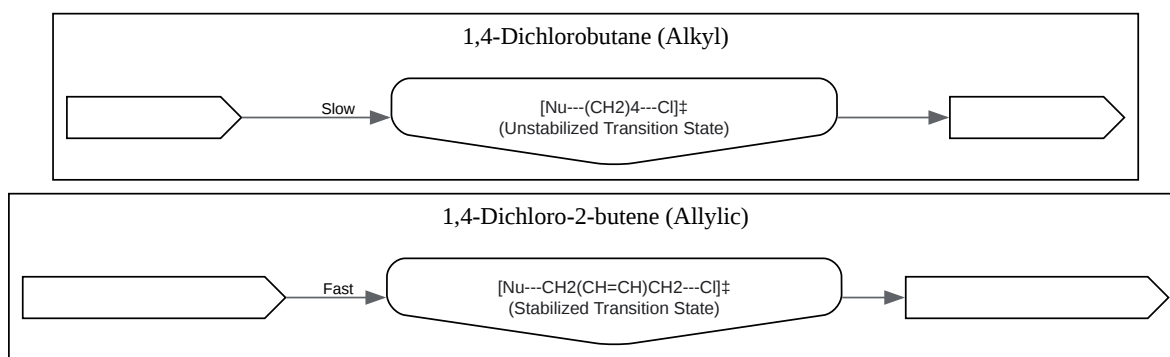 1,4-Dichlorobutane (Alkyl)
Slow
[Nu---(CH2)4---Cl]‡
(Unstabilized Transition State)
1,4-Dichloro-2-butene (Allylic)
Fast
[Nu---CH2(CH=CH)CH2---Cl]‡
(Stabilized Transition State)